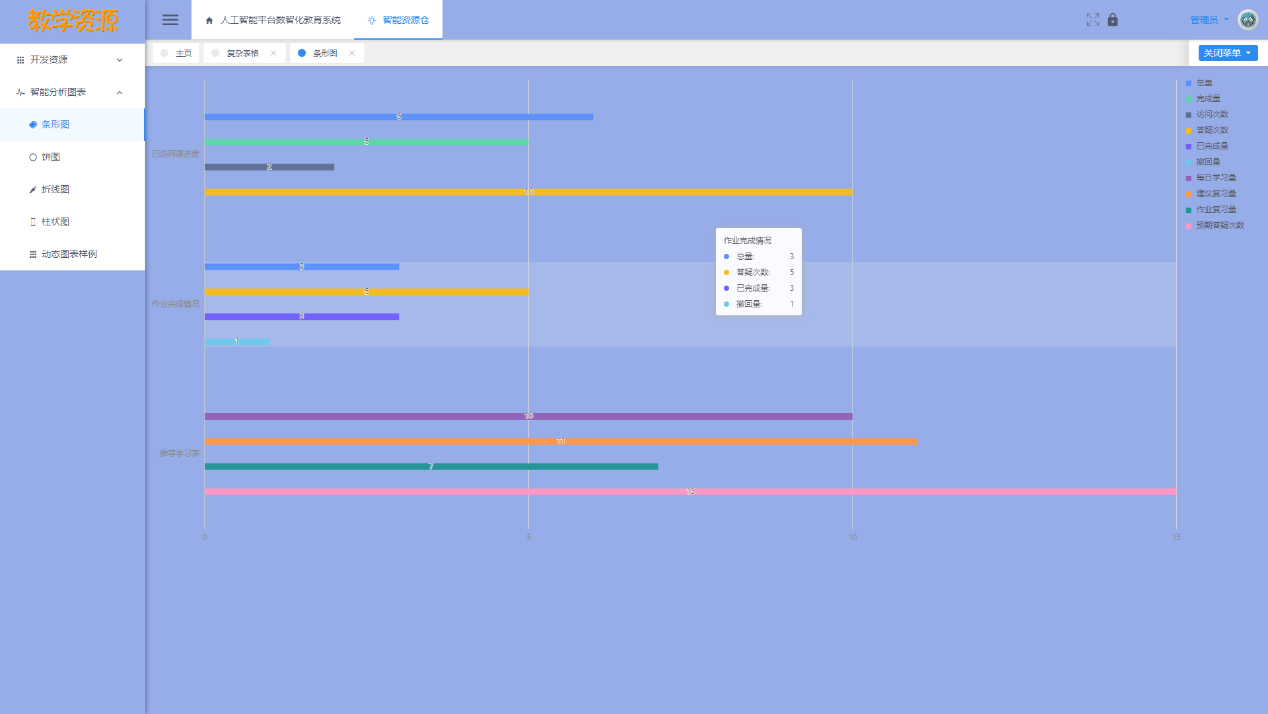 教学资源
人工智能平台数智化教育系统
智能资源仓
管理员
主页
复杂表格
条形图
关闭菜单
开发资源
智能分析图表
条形图
饼图
折线图
柱状图
动态图表样例
6
5
2
10
作业完成情况
3
5
3
1
推荐学习表
10
11
7
15
0
5
10
15
作业完成情况
总量: 3
答疑次数: 5
已完成量: 3
撤回量: 1
总量
完成量
访问次数
答疑次数
已完成量
撤回量
每日学习量
建议复习量
作业复习量
预期答疑次数